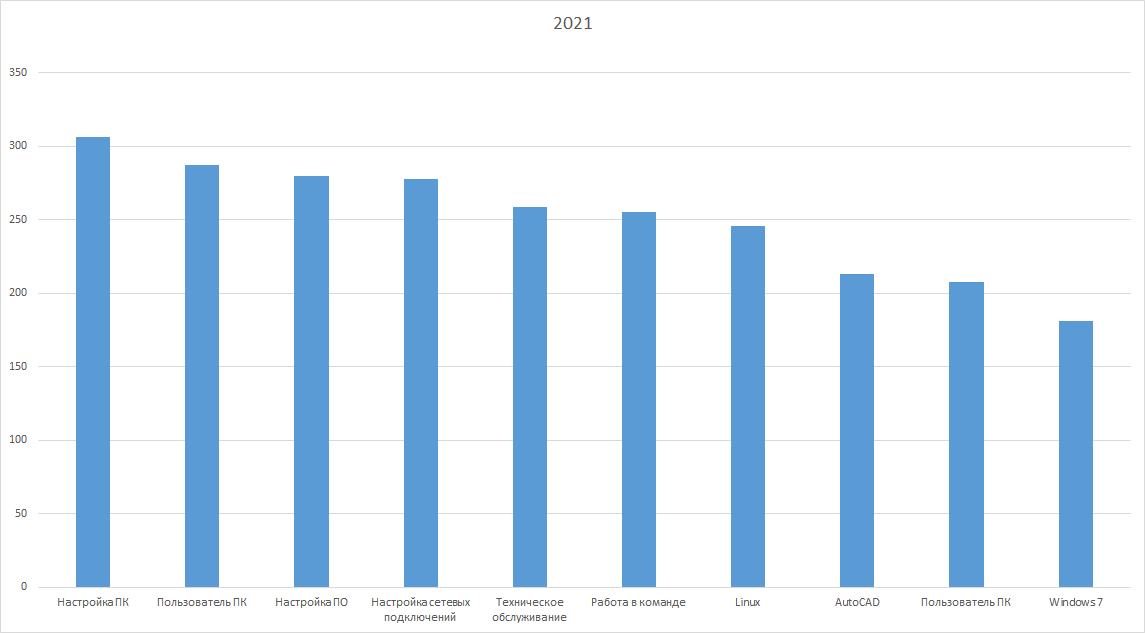 2021
350
300
250
200
150
100
50
0
Настройка ПК
Пользователь ПК
Настройка ПО
Настройка сетевых
подключений
Техническое
обслуживание
Работа в команде
Linux
AutoCAD
Пользователь ПК
Windows 7